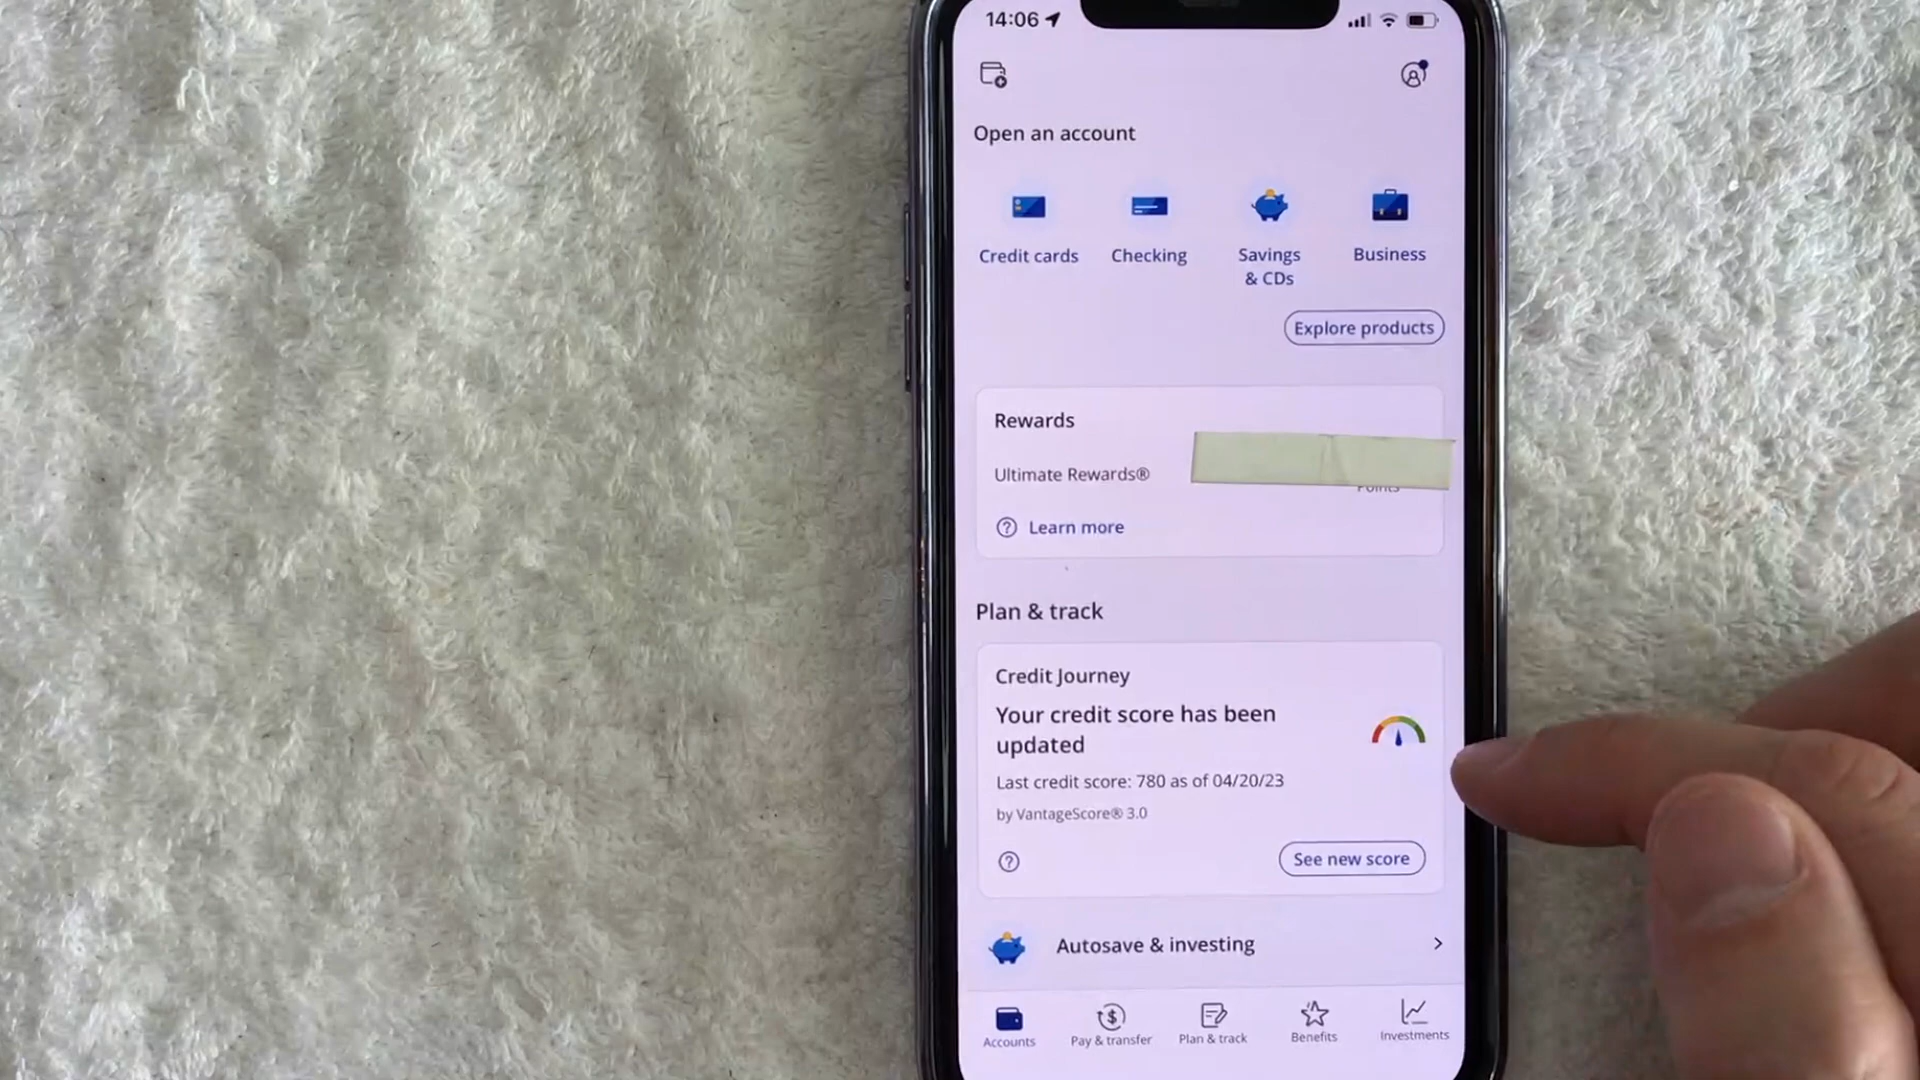 14:06
Open an account
Credit cards
Checking
Savings
& CDs
Business
Explore products
Rewards
Ultimate Rewards®
Points
? Learn more
Plan & track
Credit Journey
Your credit score has been
updated
Last credit score: 780 as of 04/20/23
by VantageScore® 3.0
?
See new score
Autosave & investing
Accounts
Pay & transfer
Plan & track
Benefits
Investments